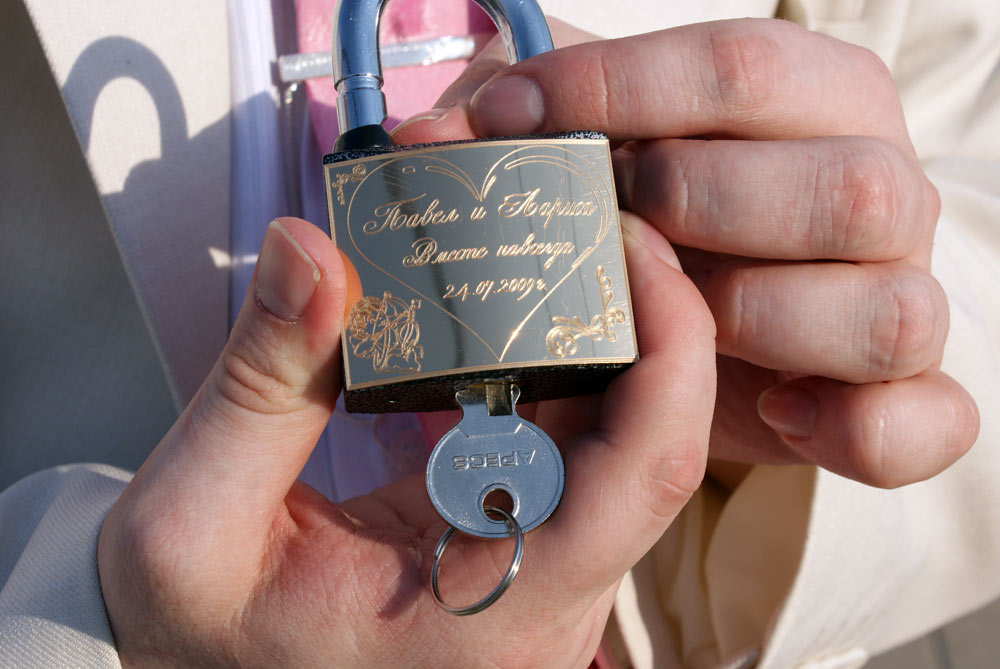 Павел и Лариса
Вместе навсегда
24.07.2009г.
APECS